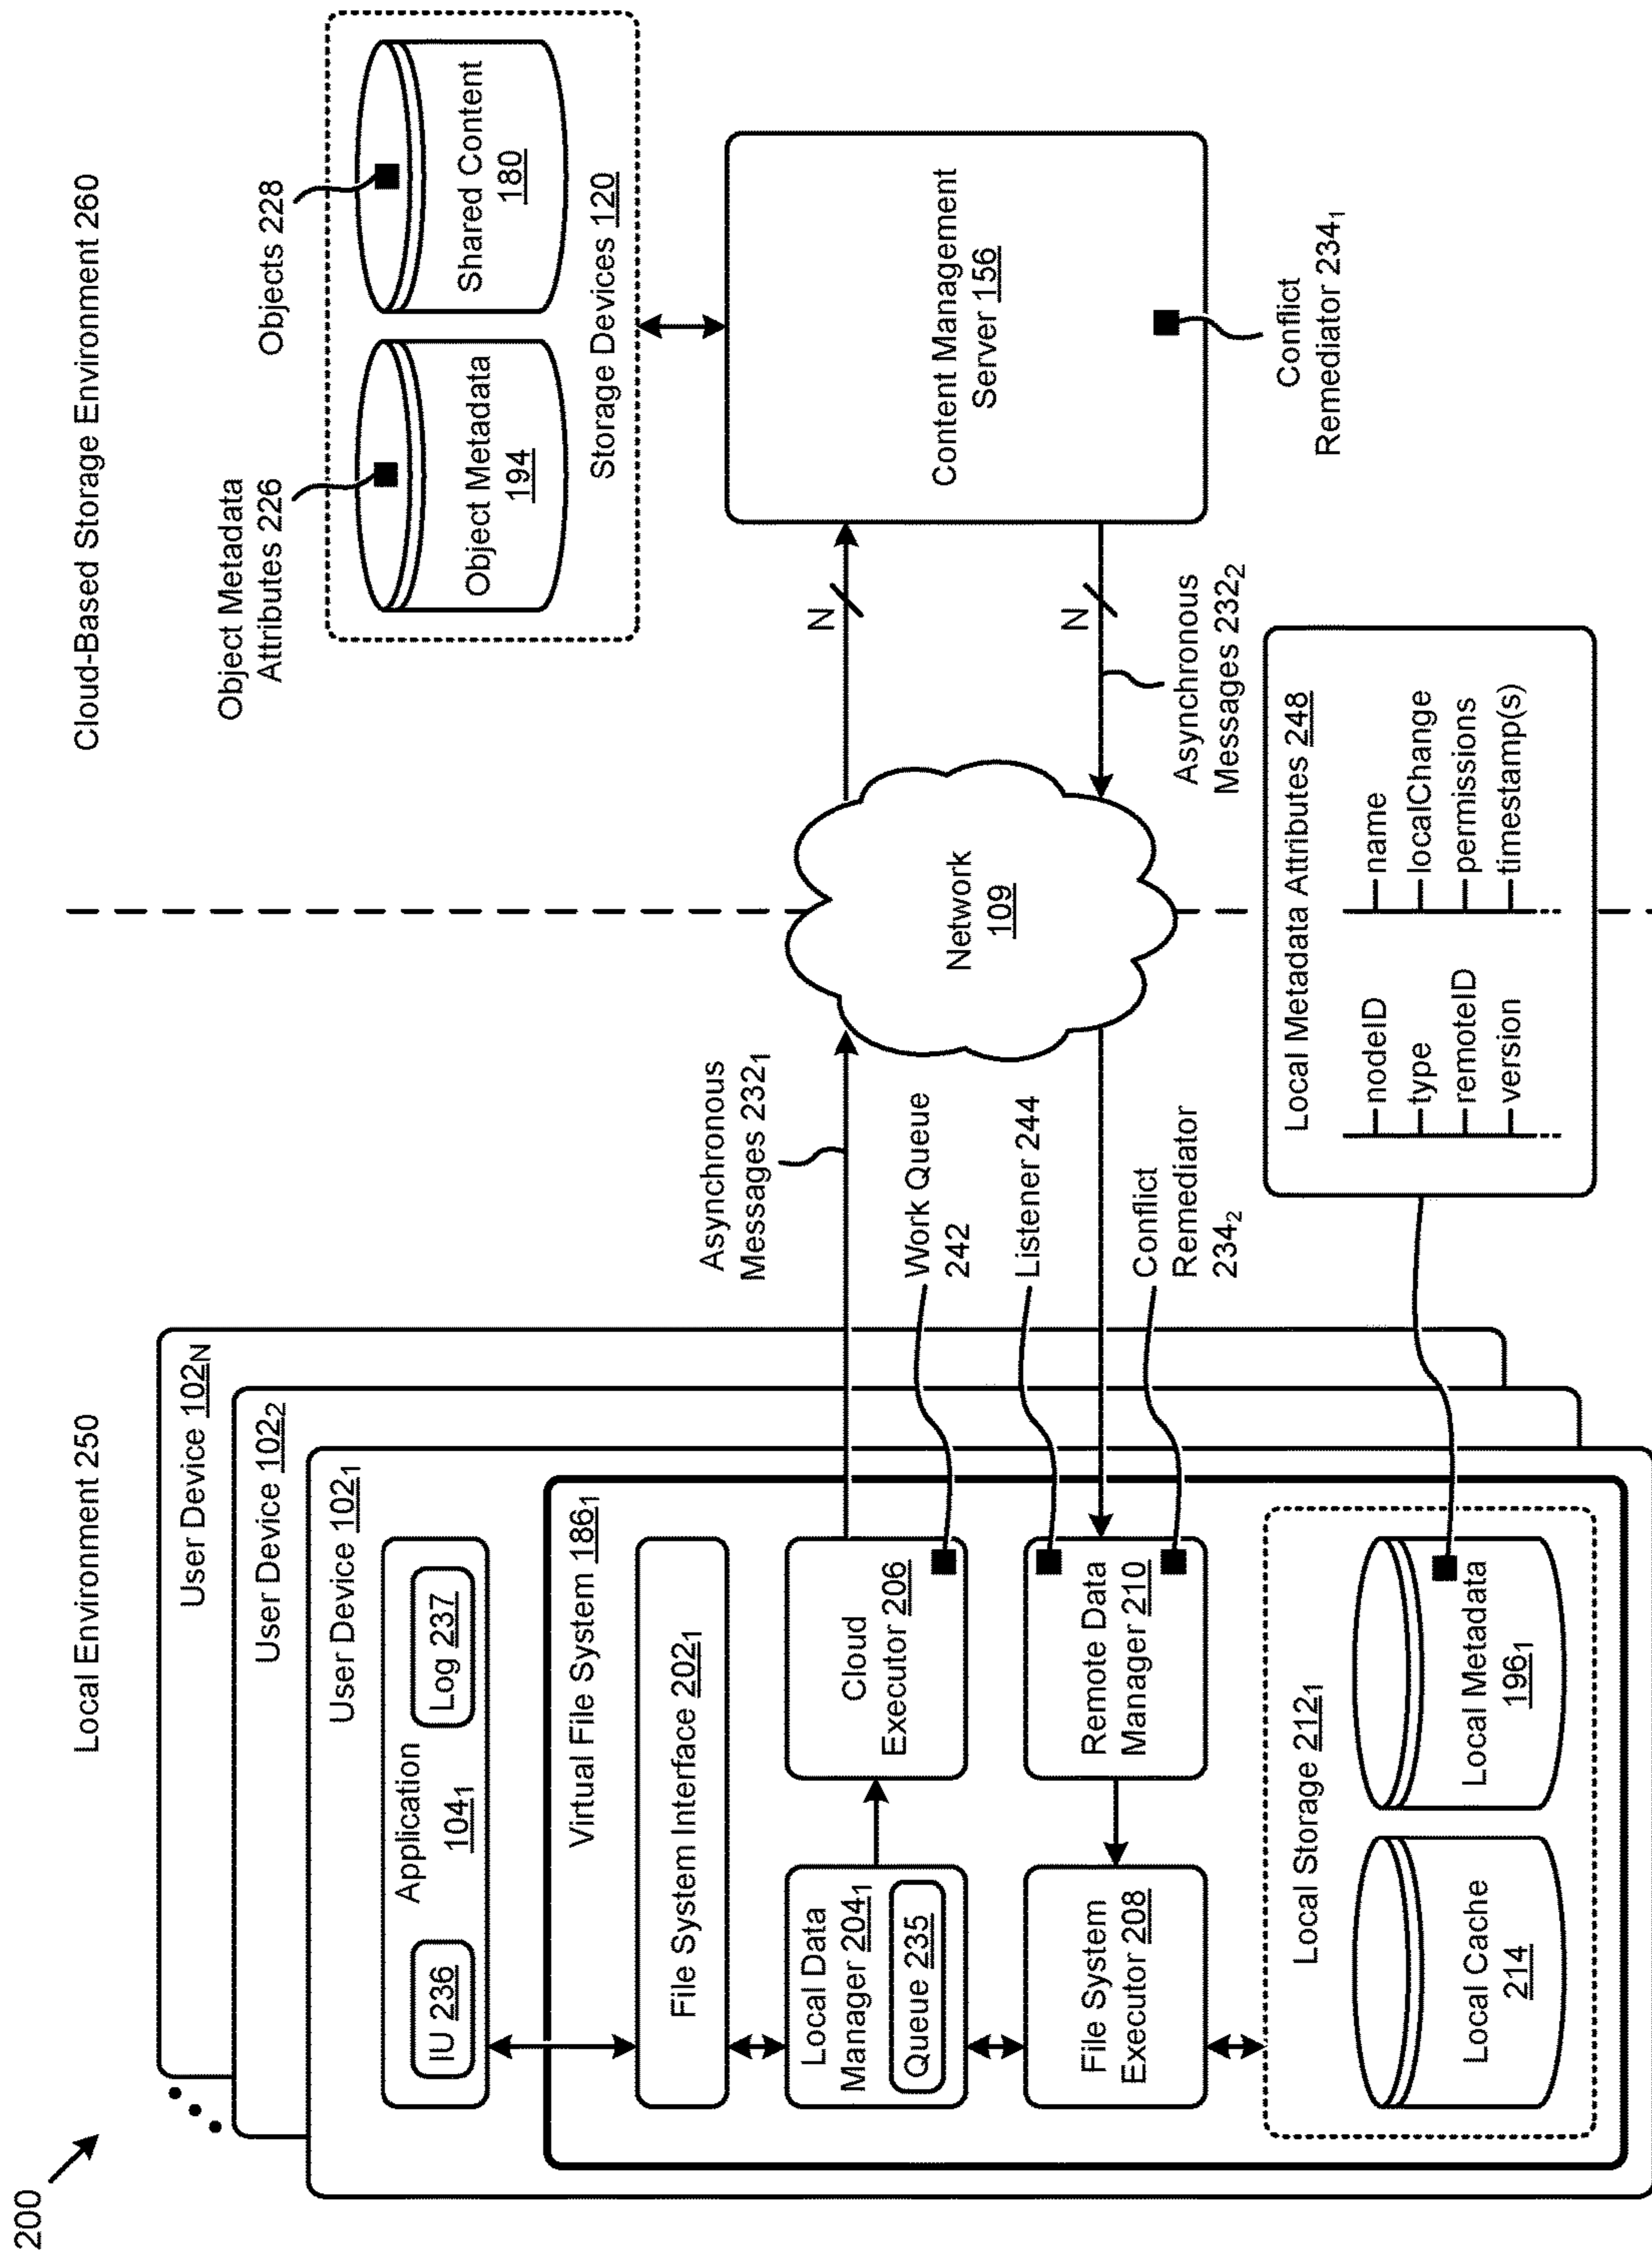 200
Local Environment 250
Cloud-Based Storage Environment 260
User Device 102N
User Device 1022
User Device 1021
Application
1041
IU 236
Log 237
Virtual File System 1861
File System Interface 2021
Local Data
Manager 2041
Queue 235
Cloud
Executor 206
File System
Executor 208
Remote Data
Manager 210
Local Storage 2121
Local Cache
214
Local Metadata
1961
Asynchronous
Messages 2321
Work Queue
242
Listener 244
Conflict
Remediator
2342
Network
109
N
N
Asynchronous
Messages 2322
Local Metadata Attributes 248
nodeID
type
remoteID
version
name
localChange
permissions
timestamp(s)
Object Metadata
Attributes 226
Objects 228
Object Metadata
194
Shared Content
180
Storage Devices 120
Content Management
Server 156
Conflict
Remediator 2341